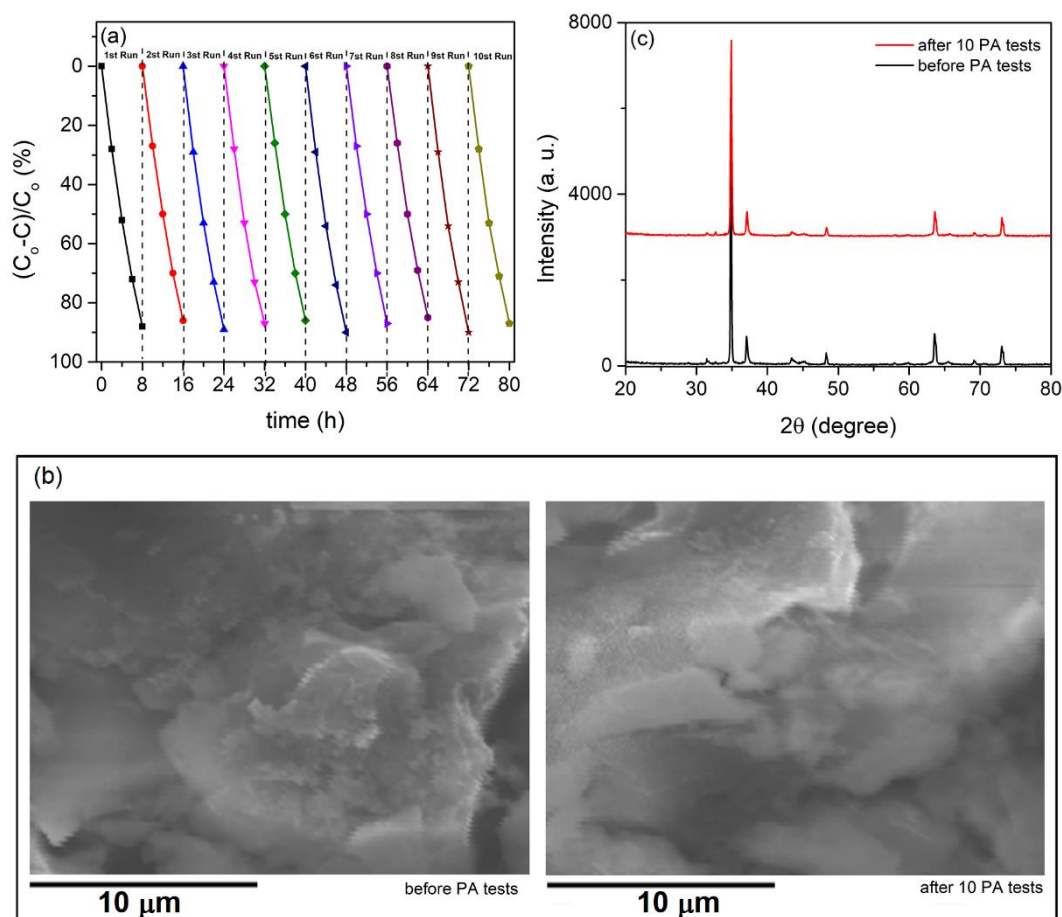 (a)
1st Run 2st Run 3st Run 4st Run 5st Run 6st Run 7st Run 8st Run 9st Run 10st Run
0
20
40
60
80
100
(Co-C)/Co (%)
0 8 16 24 32 40 48 56 64 72 80
time (h)
(c)
after 10 PA tests
before PA tests
8000
4000
0
Intensity (a. u.)
20 30 40 50 60 70 80
2θ (degree)
(b)
10 μm
before PA tests
10 μm
after 10 PA tests